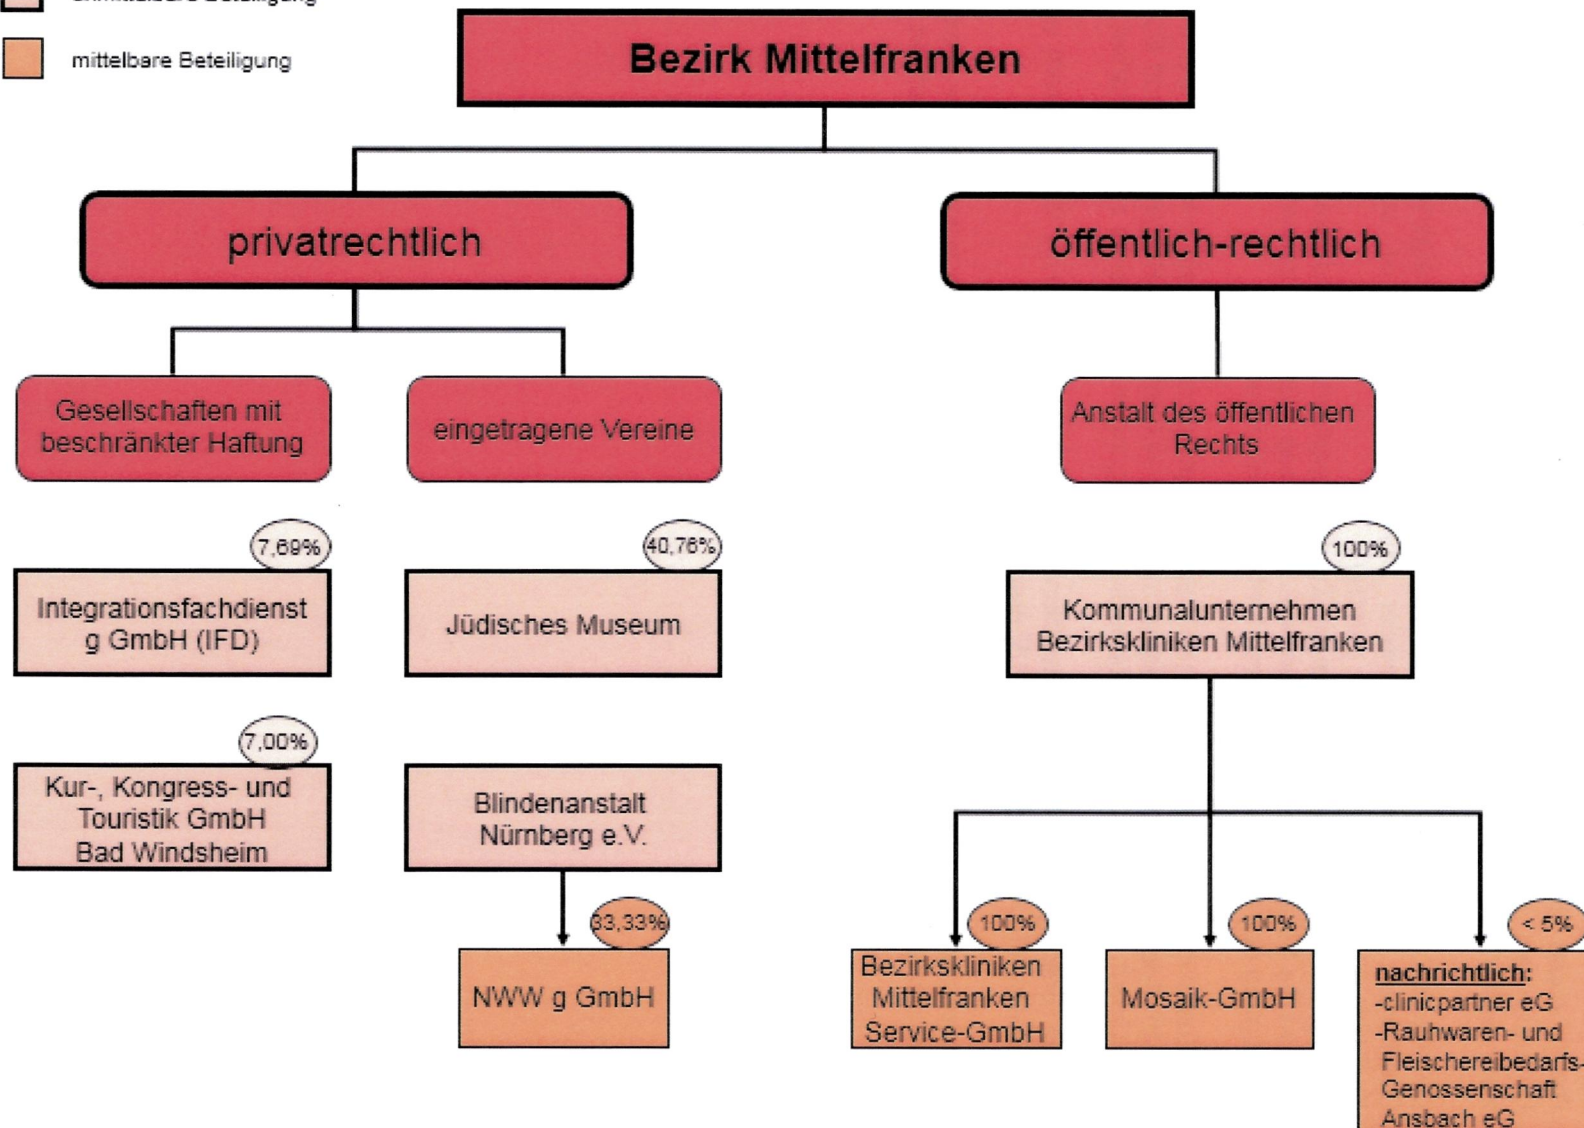 unmittelbare Beteiligung
mittelbare Beteiligung
Bezirk Mittelfranken
privatrechtlich
öffentlich-rechtlich
Gesellschaften mit
beschränkter Haftung
eingetragene Vereine
Anstalt des öffentlichen
Rechts
7,69%
Integrationsfachdienst
g GmbH (IFD)
40,76%
Jüdisches Museum
100%
Kommunalunternehmen
Bezirkskliniken Mittelfranken
7,00%
Kur-, Kongress- und
Touristik GmbH
Bad Windsheim
Blindenanstalt
Nürnberg e.V.
33,33%
NWW g GmbH
100%
Bezirkskliniken
Mittelfranken
Service-GmbH
100%
Mosaik-GmbH
< 5%
nachrichtlich:
-clinicpartner eG
-Rauhwaren- und
Fleischereibedarfs-
Genossenschaft
Ansbach eG